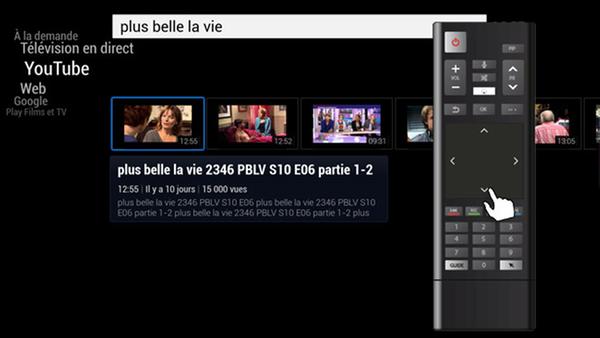 plus belle la vie
À la demande
Télévision en direct
YouTube
Web
Google
Play Films et TV
12:55
12:52
09:31
13:05
plus belle la vie 2346 PBLV S10 E06 partie 1-2
12:55 | Il y a 10 jours | 15 000 vues
plus belle la vie 2346 PBLV S10 E06 plus belle la vie 2346 PBLV S10 E06
partie 1-2 plus belle la vie 2346 PBLV S10 E06 partie 1-2 plus
PIP
+
VOL
−
OK
1 2 3
4 5 6
7 8 9
GUIDE 0